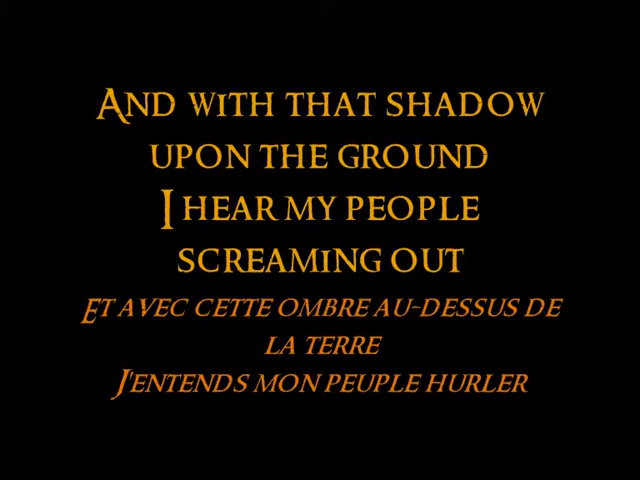 And with that shadow
upon the ground
I hear my people
screaming out
Et avec cette ombre au-dessus de
la terre
J'entends mon peuple hurler